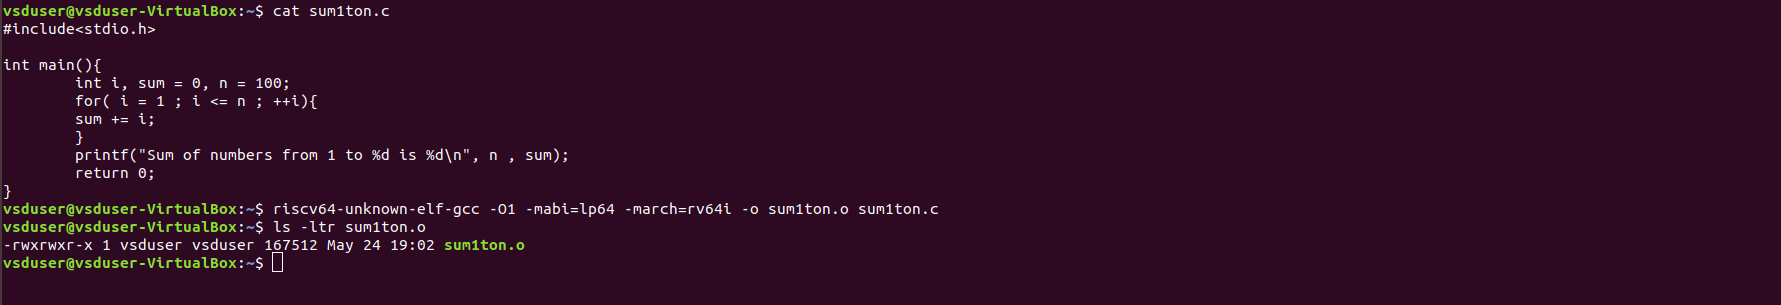 vsduser@vsduser-VirtualBox:~$ cat sum1ton.c
#include<stdio.h>

int main(){
        int i, sum = 0, n = 100;
        for( i = 1 ; i <= n ; ++i){
        sum += i;
        }
        printf("Sum of numbers from 1 to %d is %d\n", n , sum);
        return 0;
}
vsduser@vsduser-VirtualBox:~$ riscv64-unknown-elf-gcc -O1 -mabi=lp64 -march=rv64i -o sum1ton.o sum1ton.c
vsduser@vsduser-VirtualBox:~$ ls -ltr sum1ton.o
-rwxrwxr-x 1 vsduser vsduser 167512 May 24 19:02 sum1ton.o
vsduser@vsduser-VirtualBox:~$